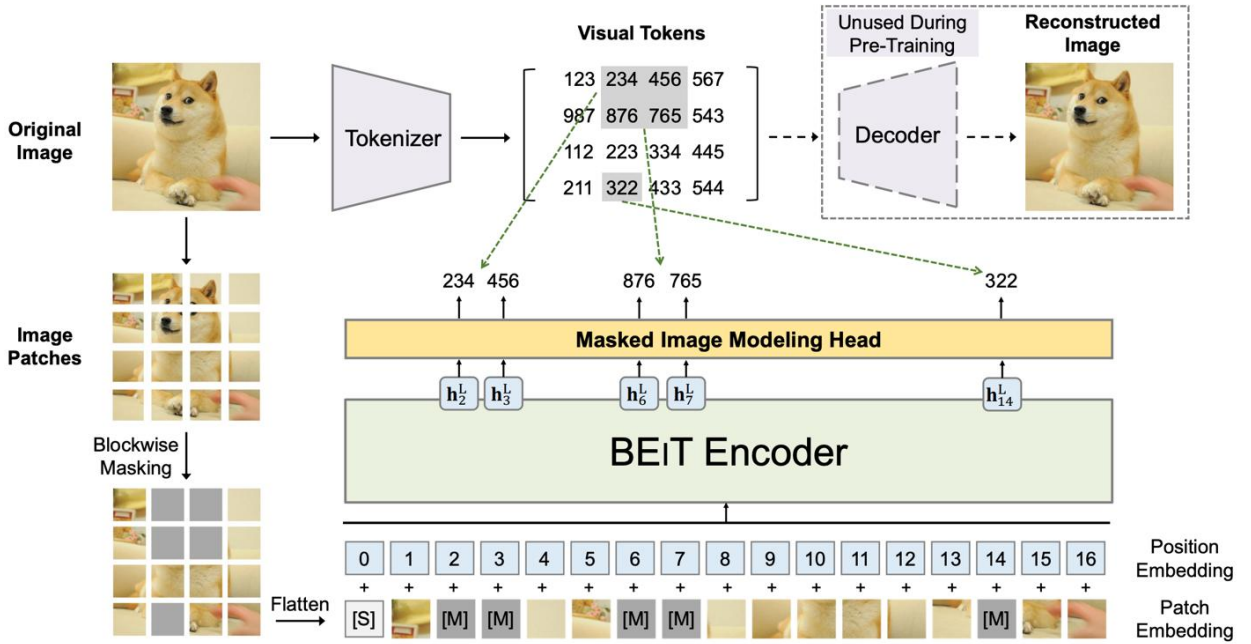 Visual Tokens
Unused During
Pre-Training
Reconstructed
Image
Original
Image
Tokenizer
123 234 456 567
987 876 765 543
112 223 334 445
211 322 433 544
Decoder
Image
Patches
234 456 876 765 322
Masked Image Modeling Head
h₂ᴸ h₃ᴸ h₆ᴸ h₇ᴸ h₁₄ᴸ
BEIT Encoder
Blockwise
Masking
0 1 2 3 4 5 6 7 8 9 10 11 12 13 14 15 16
Position
Embedding
+ + + + + + + + + + + + + + + + +
Flatten
[S] [M] [M] [M] [M] [M]
Patch
Embedding